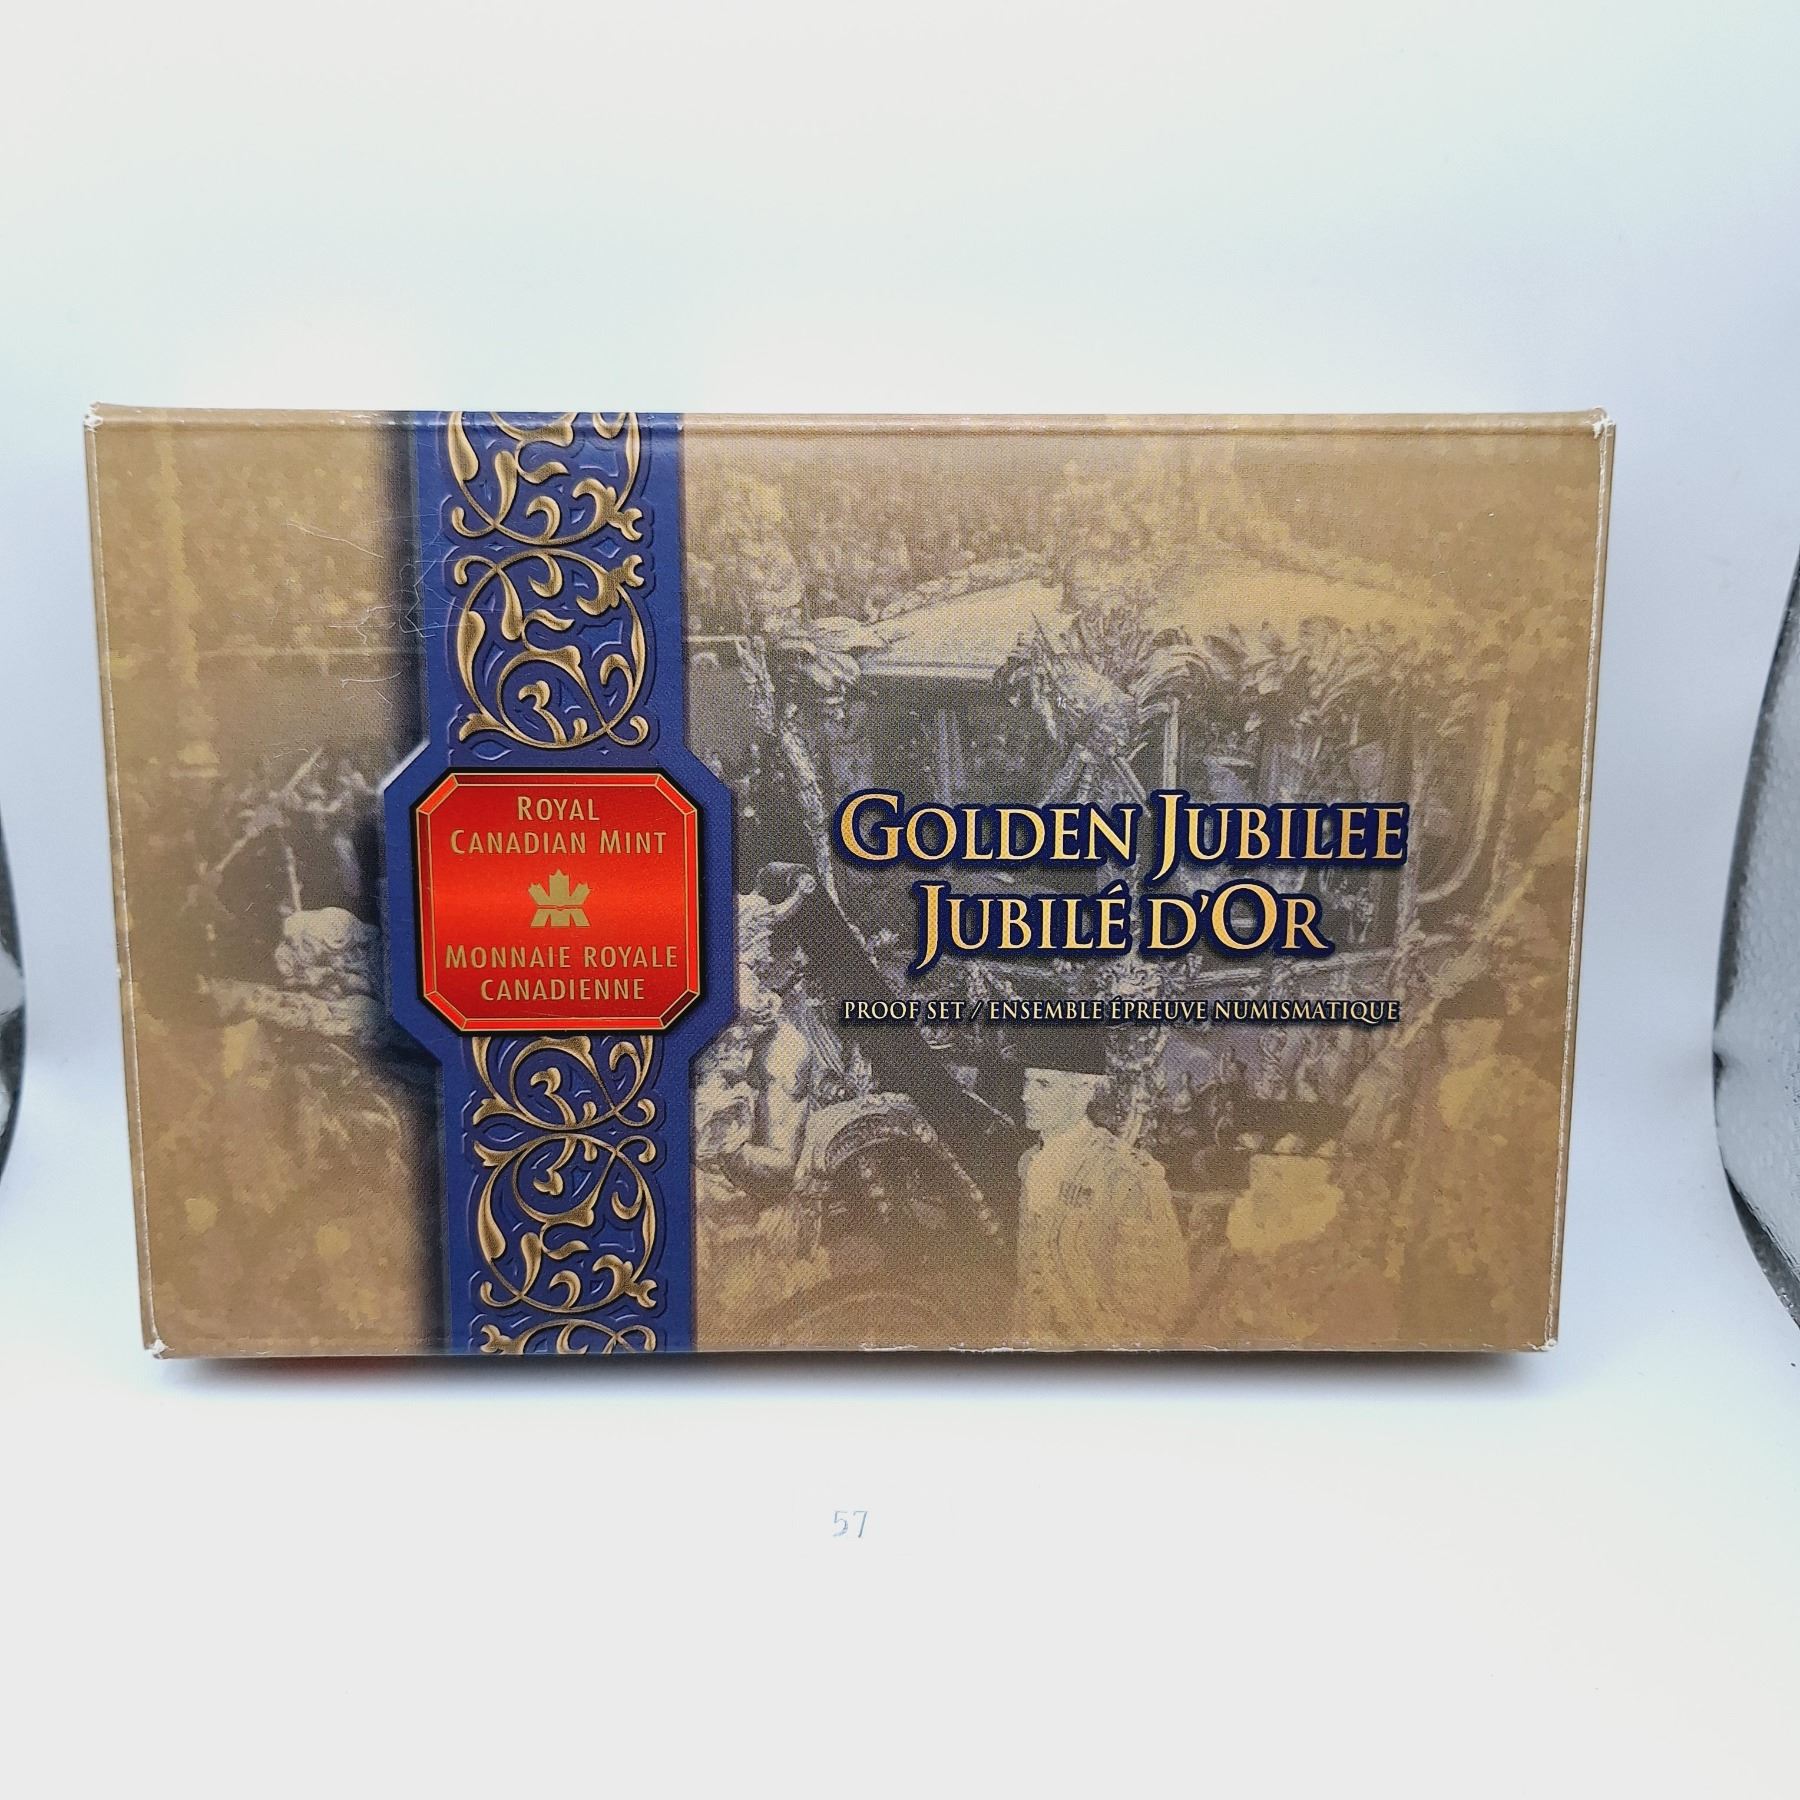 ROYAL
CANADIAN MINT
MONNAIE ROYALE
CANADIENNE
GOLDEN JUBILEE
JUBILÉ D'OR
PROOF SET / ENSEMBLE ÉPREUVE NUMISMATIQUE
57